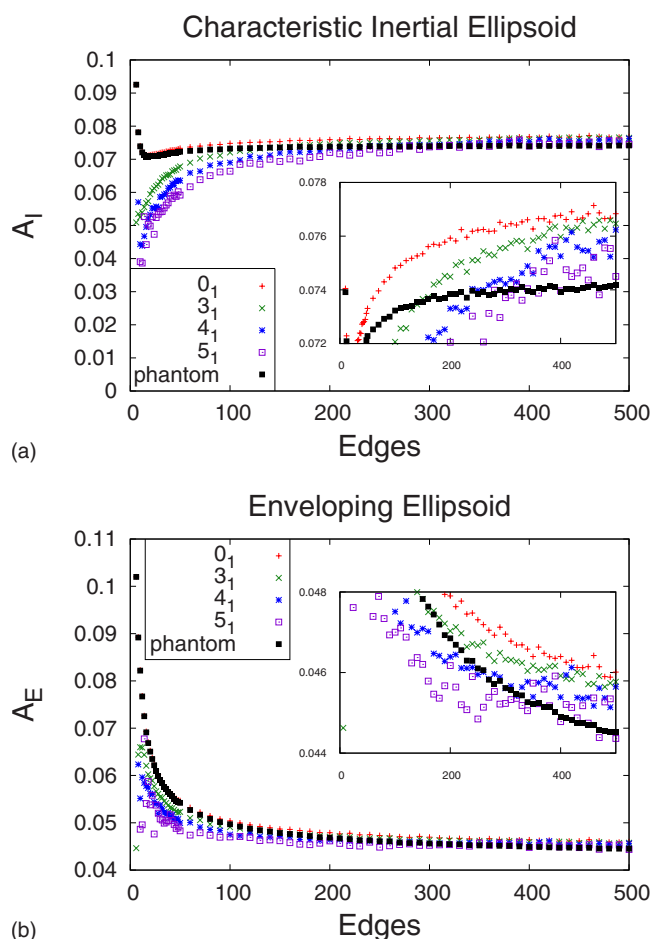 Characteristic Inertial Ellipsoid
0.1
0.09
0.08
0.07
0.06
0.05
0.04
0.03
0.02
0.01
0
A_I
0_1
3_1
4_1
5_1
phantom
0.078
0.076
0.074
0.072
0 200 400
0 100 200 300 400 500
Edges
(a)
Enveloping Ellipsoid
0.11
0.1
0.09
0.08
0.07
0.06
0.05
0.04
A_E
0_1
3_1
4_1
5_1
phantom
0.048
0.046
0.044
0 200 400
0 100 200 300 400 500
Edges
(b)